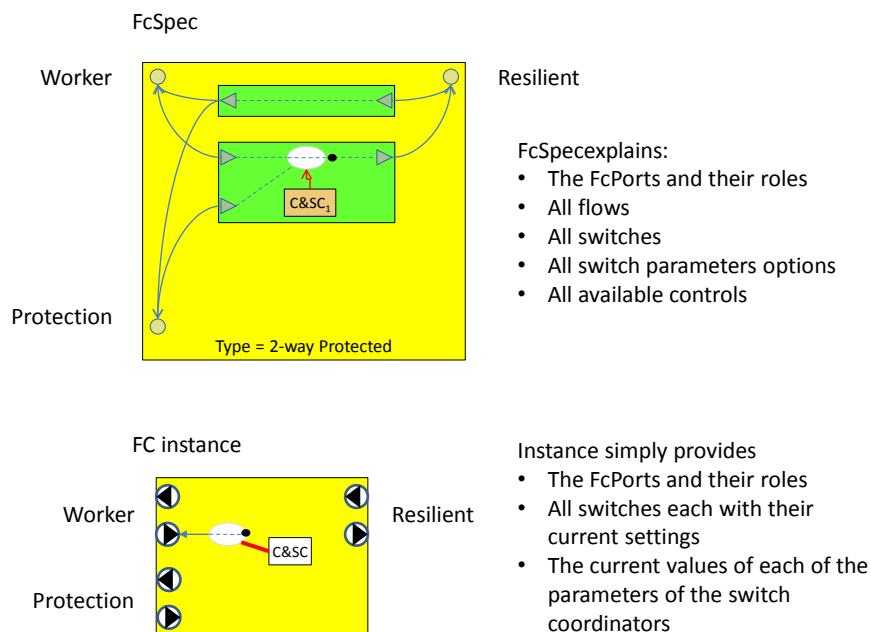 FcSpec
Worker
Resilient
C&SC1
Protection
Type = 2-way Protected
FcSpecexplains:
• The FcPorts and their roles
• All flows
• All switches
• All switch parameters options
• All available controls
FC instance
Worker
Resilient
C&SC
Protection
Instance simply provides
• The FcPorts and their roles
• All switches each with their
current settings
• The current values of each of the
parameters of the switch
coordinators